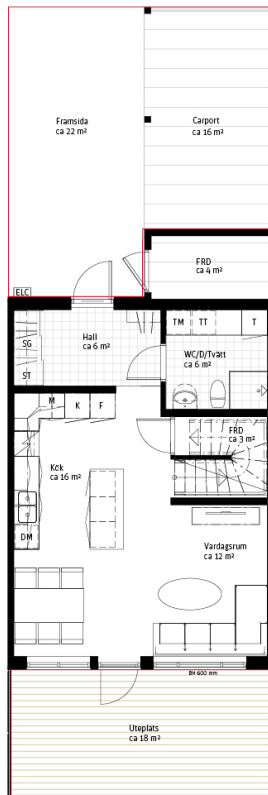 Framsida
ca 22 m²
Carport
ca 16 m²
FRD
ca 4 m²
ELC
Hall
ca 6 m²
SG
ST
TM
TT
T
WC/D/Tvätt
ca 6 m²
M
K
F
FRD
ca 3 m²
Kök
ca 16 m²
DM
Vardagsrum
ca 12 m²
BH 600 mm
Uteplats
ca 18 m²